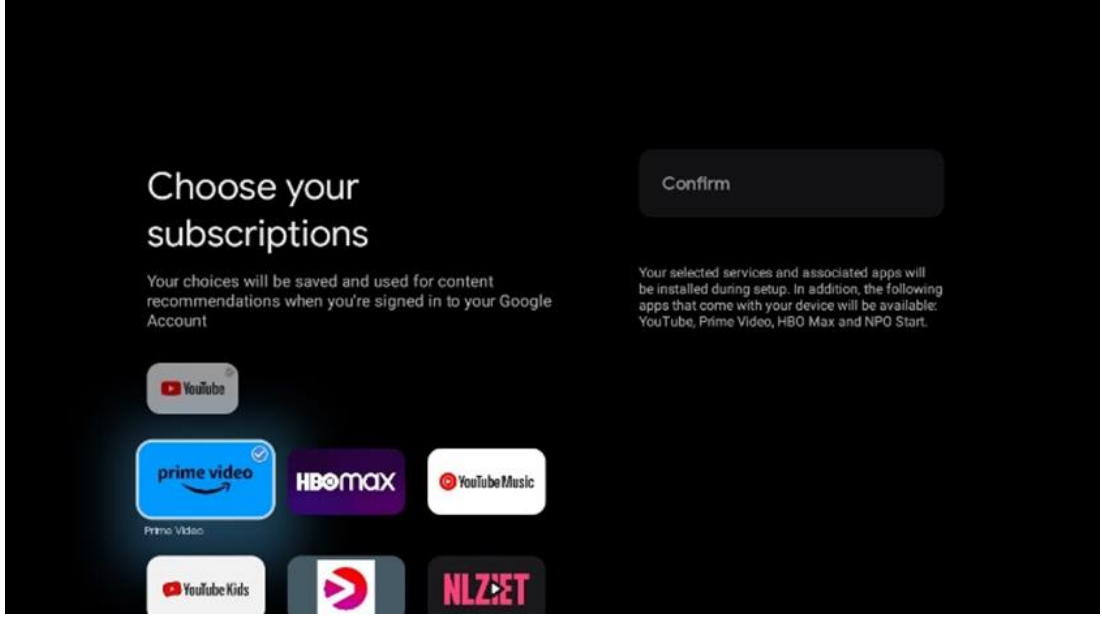 Choose your
subscriptions
Your choices will be saved and used for content
recommendations when you're signed in to your Google
Account
YouTube
prime video
HBOmax
YouTube Music
Prime Video
YouTube Kids
NLZIET
Confirm
Your selected services and associated apps will
be installed during setup. In addition, the following
apps that come with your device will be available:
YouTube, Prime Video, HBO Max and NPO Start.